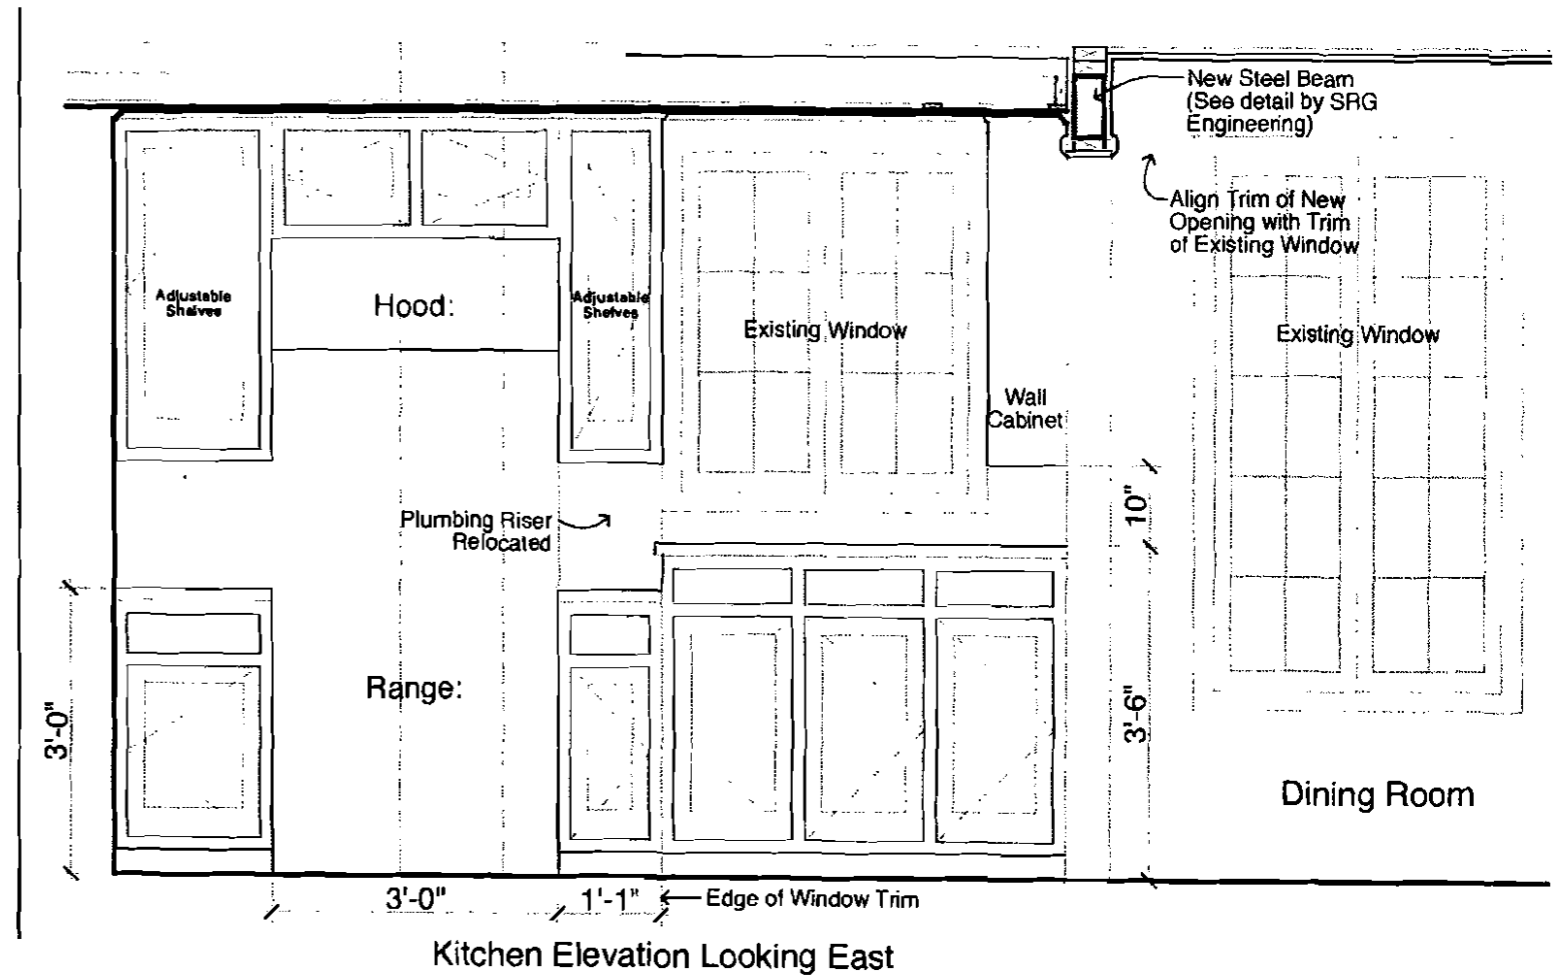 New Steel Beam
(See detail by SRG
Engineering)
Align Trim of New
Opening with Trim
of Existing Window
Adjustable
Shelves
Hood:
Adjustable
Shelves
Existing Window
Existing Window
Wall
Cabinet
10"
Plumbing Riser
Relocated
Range:
3'-0"
3'-6"
Dining Room
3'-0"
1'-1"
Edge of Window Trim
Kitchen Elevation Looking East